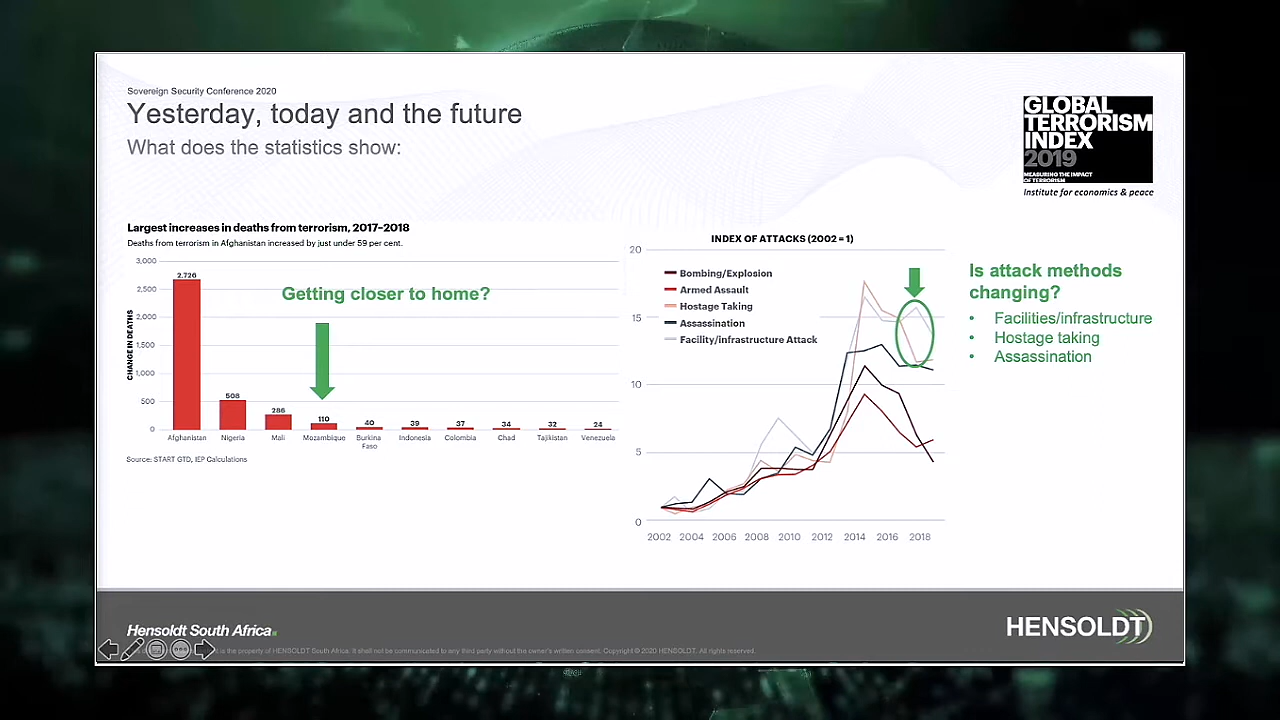 Sovereign Security Conference 2020
Yesterday, today and the future
What does the statistics show:
GLOBAL
TERRORISM
INDEX
2019
MEASURING THE IMPACT
OF TERRORISM
Institute for economics & peace
Largest increases in deaths from terrorism, 2017–2018
Deaths from terrorism in Afghanistan increased by just under 59 per cent.
CHANGE IN DEATHS
3,000
2,500
2,000
1,500
1,000
500
0
2,726
508
286
110
40
39
37
34
32
24
Getting closer to home?
Afghanistan
Nigeria
Mali
Mozambique
Burkina
Faso
Indonesia
Colombia
Chad
Tajikistan
Venezuela
Source: START GTD, IEP Calculations
INDEX OF ATTACKS (2002 = 1)
20
15
10
5
0
Bombing/Explosion
Armed Assault
Hostage Taking
Assassination
Facility/infrastructure Attack
2002 2004 2006 2008 2010 2012 2014 2016 2018
Is attack methods
changing?
• Facilities/infrastructure
• Hostage taking
• Assassination
Hensoldt South Africa.
HENSOLDT
is the property of HENSOLDT South Africa. It shall not be communicated to any third party without the owner's written consent. Copyright © 2020 HENSOLDT. All rights reserved.